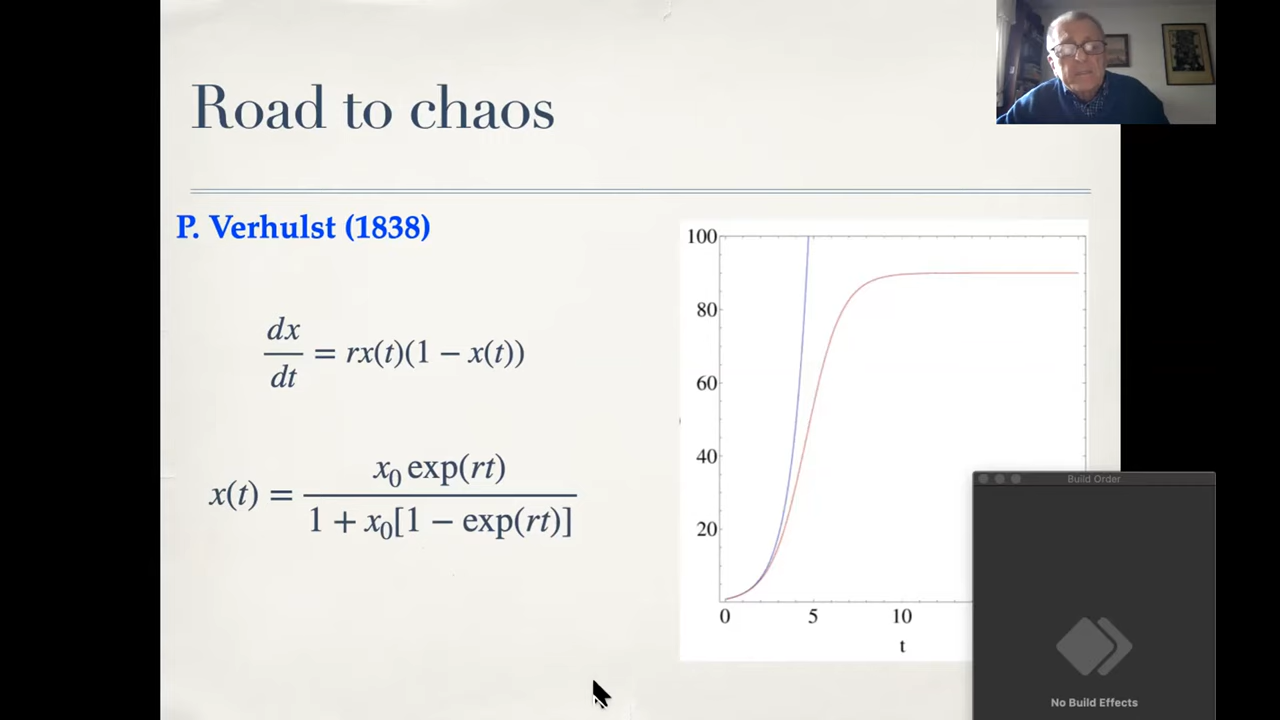 Road to chaos
P. Verhulst (1838)
dx/dt = rx(t)(1 − x(t))
x(t) = x₀ exp(rt) / 1 + x₀[1 − exp(rt)]
100
80
60
40
20
0 5 10
t
Build Order
No Build Effects